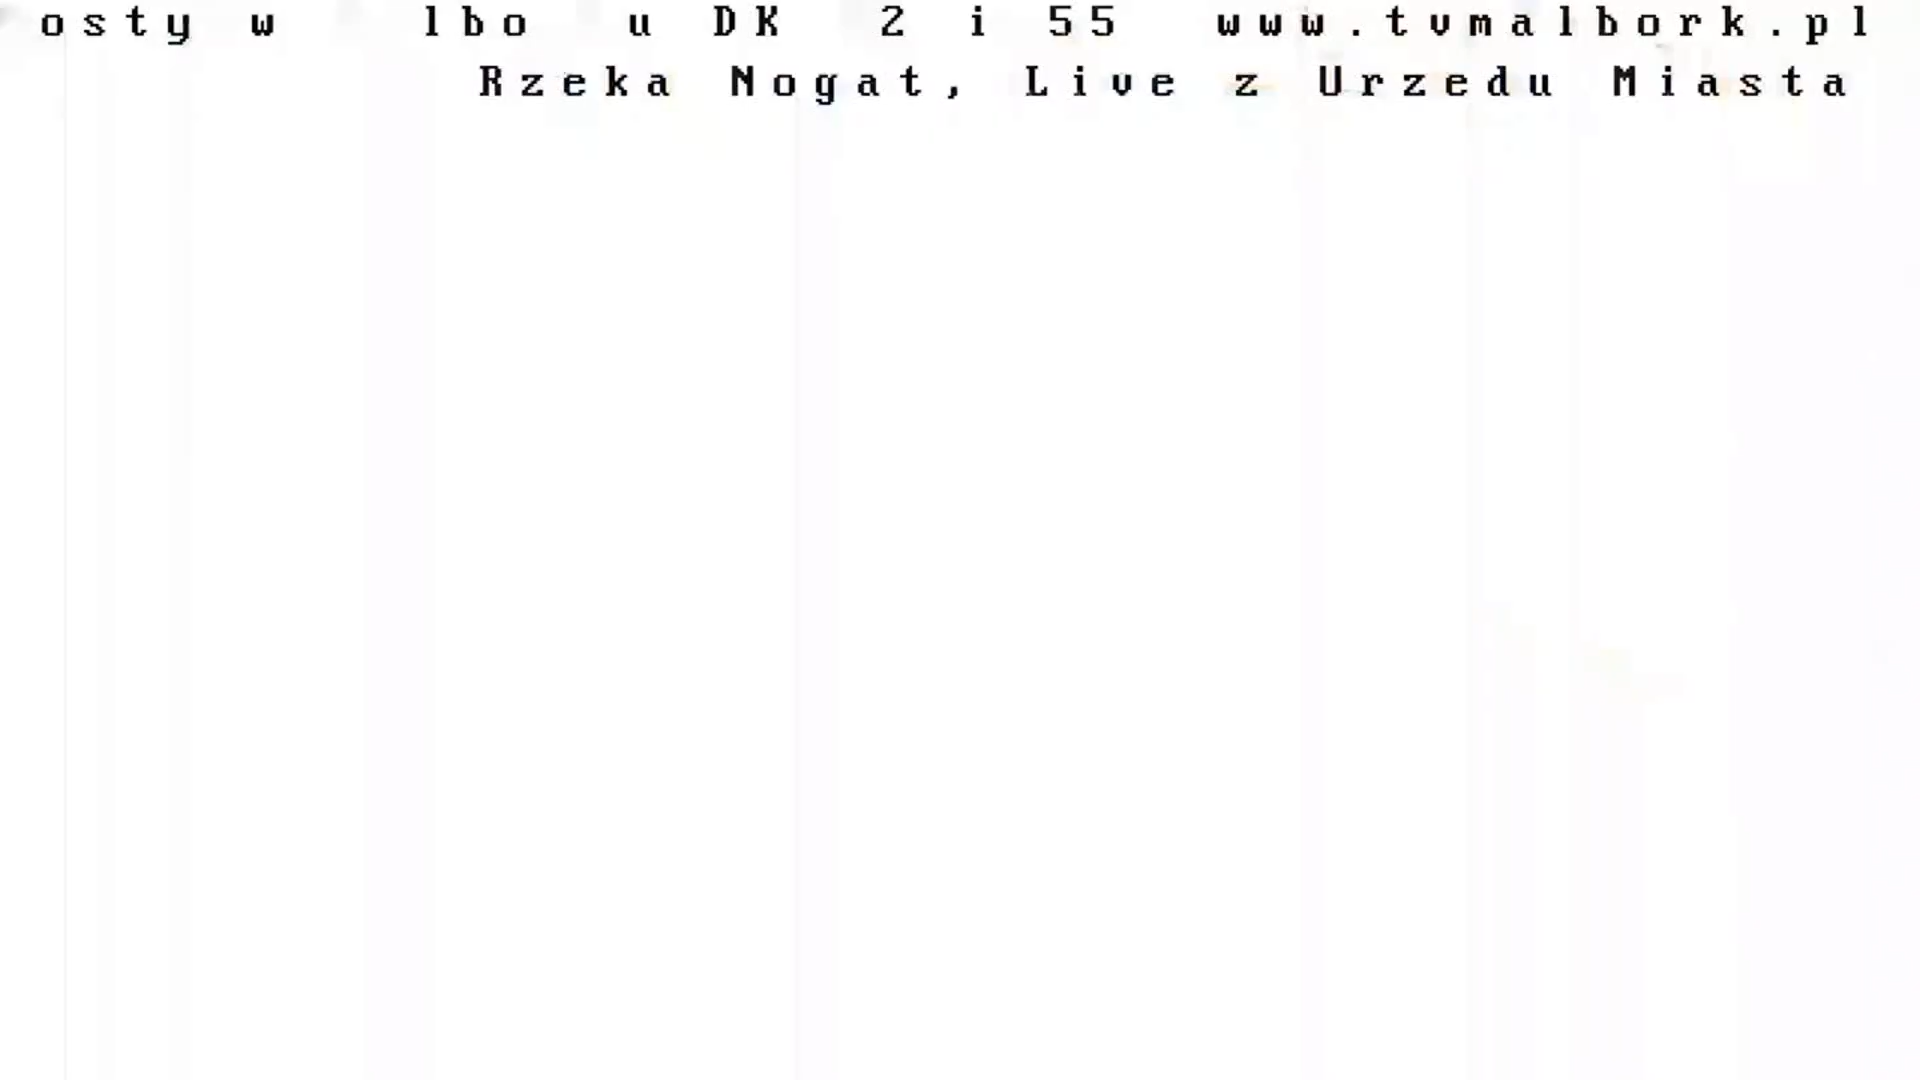 osty w lbo u DK 2 i 55 www.tvmalbork.pl
Rzeka Nogat, Live z Urzedu Miasta